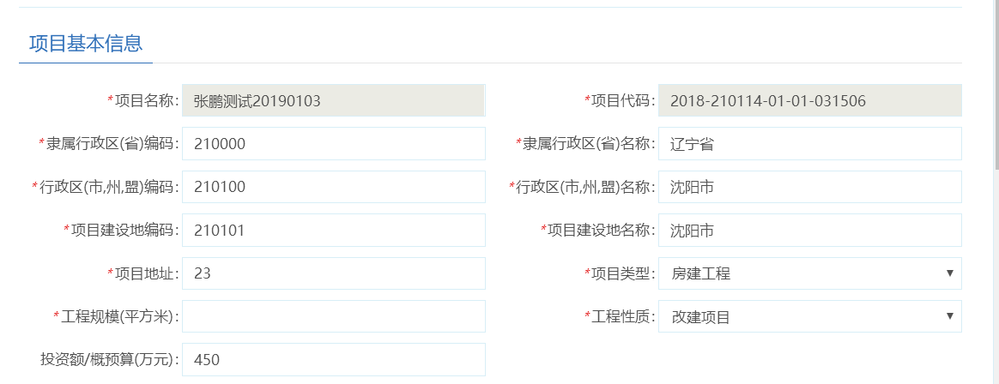 项目基本信息
*项目名称: 张鹏测试20190103 *项目代码: 2018-210114-01-01-031506
*隶属行政区(省)编码: 210000 *隶属行政区(省)名称: 辽宁省
*行政区(市,州,盟)编码: 210100 *行政区(市,州,盟)名称: 沈阳市
*项目建设地编码: 210101 *项目建设地名称: 沈阳市
*项目地址: 23 *项目类型: 房建工程
*工程规模(平方米): *工程性质: 改建项目
投资额/概预算(万元): 450